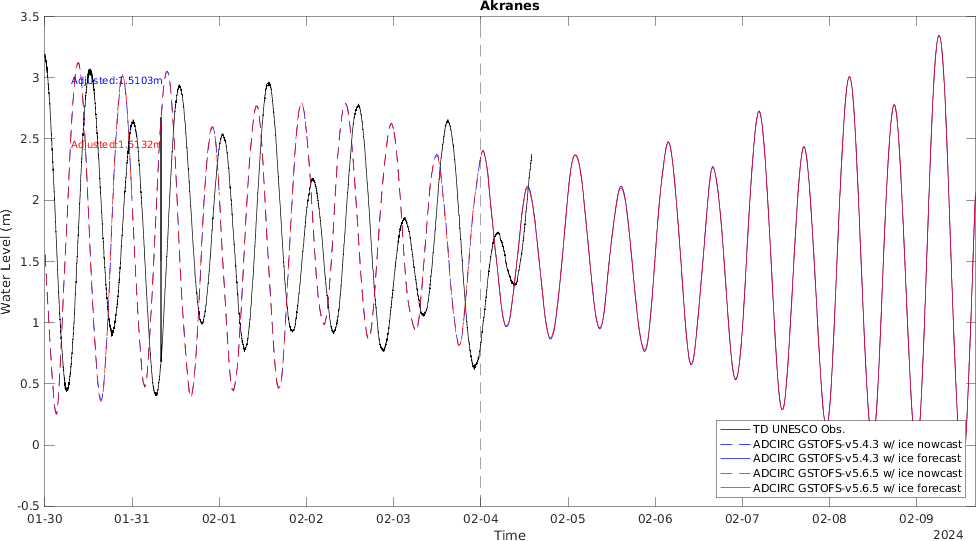 Akranes
3.5
3
2.5
2
1.5
1
0.5
0
-0.5
Water Level (m)
Adjusted:1.5103m
Adjusted:1.5132m
TD UNESCO Obs.
ADCIRC GSTOFS-v5.4.3 w/ ice nowcast
ADCIRC GSTOFS-v5.4.3 w/ ice forecast
ADCIRC GSTOFS-v5.6.5 w/ ice nowcast
ADCIRC GSTOFS-v5.6.5 w/ ice forecast
01-30 01-31 02-01 02-02 02-03 02-04 02-05 02-06 02-07 02-08 02-09
Time
2024